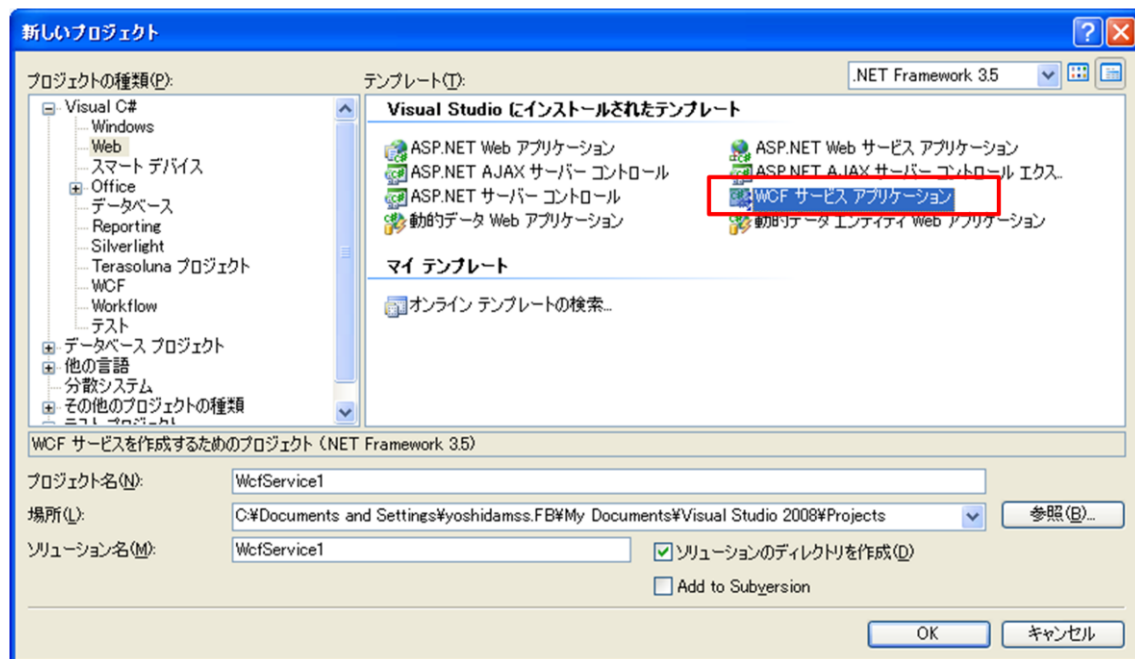 新しいプロジェクト
プロジェクトの種類(P):
テンプレート(T):
.NET Framework 3.5
Visual C#
Windows
Web
スマート デバイス
Office
データベース
Reporting
Silverlight
Terasoluna プロジェクト
WCF
Workflow
テスト
データベース プロジェクト
他の言語
分散システム
その他のプロジェクトの種類
テスト プロジェクト
Visual Studio にインストールされたテンプレート
ASP.NET Web アプリケーション
ASP.NET Web サービス アプリケーション
ASP.NET AJAX サーバー コントロール
ASP.NET AJAX サーバー コントロール エクス..
ASP.NET サーバー コントロール
WCF サービス アプリケーション
動的データ Web アプリケーション
動的データ エンティティ Web アプリケーション
マイ テンプレート
オンライン テンプレートの検索...
WCF サービスを作成するためのプロジェクト (.NET Framework 3.5)
プロジェクト名(N):
WcfService1
場所(L):
C:¥Documents and Settings¥yoshidamss.FB¥My Documents¥Visual Studio 2008¥Projects
参照(B)...
ソリューション名(M):
WcfService1
ソリューションのディレクトリを作成(D)
Add to Subversion
OK
キャンセル